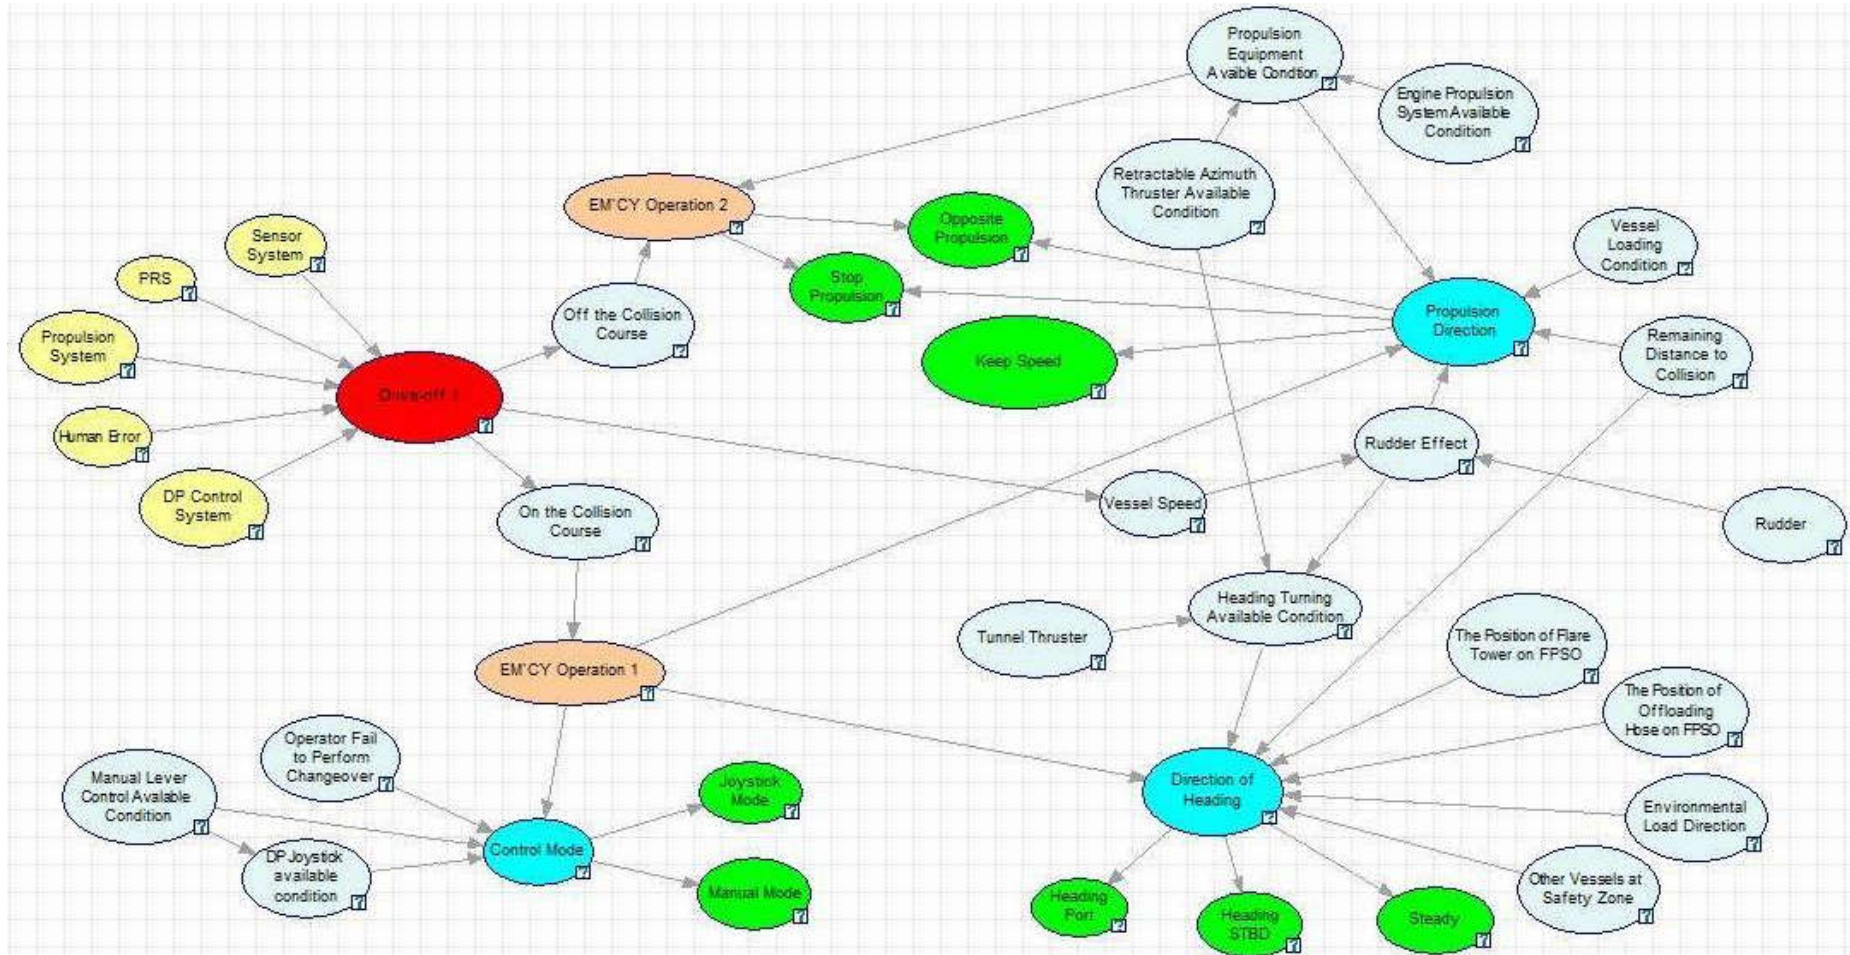 Propulsion
Equipment
Avaible Condtion
Engine Propulsion
System Available
Condition
Retractable Azimuth
Thruster Available
Condition
EM'CY Operation 2
Opposite
Propulsion
Vessel
Loading
Condition
Sensor
System
PRS
Stop
Propulsion
Off the Collision
Course
Propulsion
Direction
Propulsion
System
Remaining
Distance to
Collision
Keep Speed
Drive-off 1
Human Error
Rudder Effect
DP Control
System
On the Collision
Course
Vessel Speed
Rudder
Heading Turning
Available Condition
Tunnel Thruster
The Position of Flare
Tower on FPSO
EM'CY Operation 1
The Position of
Offloading
Hose on FPSO
Operator Fail
to Perform
Changeover
Manual Lever
Control Available
Condition
Joystick
Mode
Direction of
Heading
Environmental
Load Direction
Control Mode
DP Joystick
available
condition
Manual Mode
Other Vessels at
Safety Zone
Heading
Port
Heading
STBD
Steady